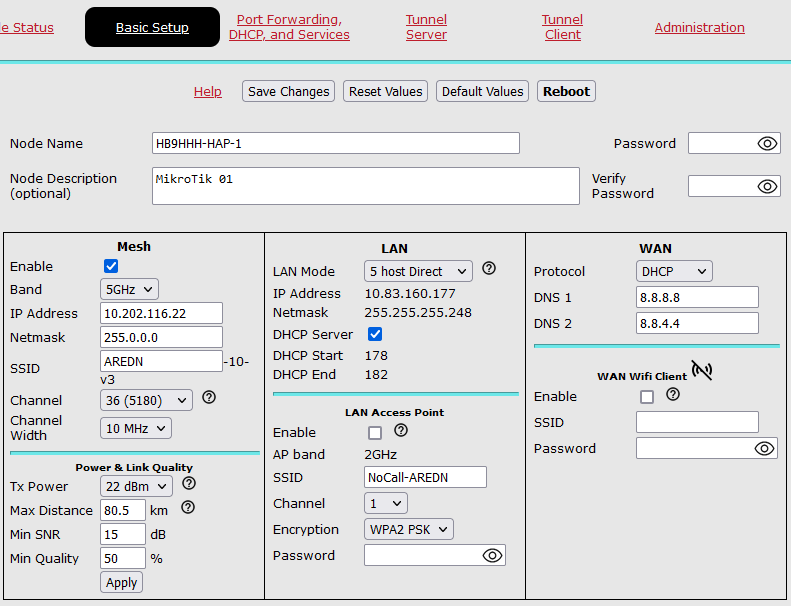 e Status
Basic Setup
Port Forwarding,
DHCP, and Services
Tunnel
Server
Tunnel
Client
Administration
Help
Save Changes
Reset Values
Default Values
Reboot
Node Name
HB9HHH-HAP-1
Password
Node Description
(optional)
MikroTik 01
Verify
Password
Mesh
Enable
Band
5GHz
IP Address
10.202.116.22
Netmask
255.0.0.0
SSID
AREDN
-10-
v3
Channel
36 (5180)
Channel
Width
10 MHz
Power & Link Quality
Tx Power
22 dBm
Max Distance
80.5
km
Min SNR
15
dB
Min Quality
50
%
Apply
LAN
LAN Mode
5 host Direct
IP Address
10.83.160.177
Netmask
255.255.255.248
DHCP Server
DHCP Start
178
DHCP End
182
LAN Access Point
Enable
AP band
2GHz
SSID
NoCall-AREDN
Channel
1
Encryption
WPA2 PSK
Password
WAN
Protocol
DHCP
DNS 1
8.8.8.8
DNS 2
8.8.4.4
WAN Wifi Client
Enable
SSID
Password